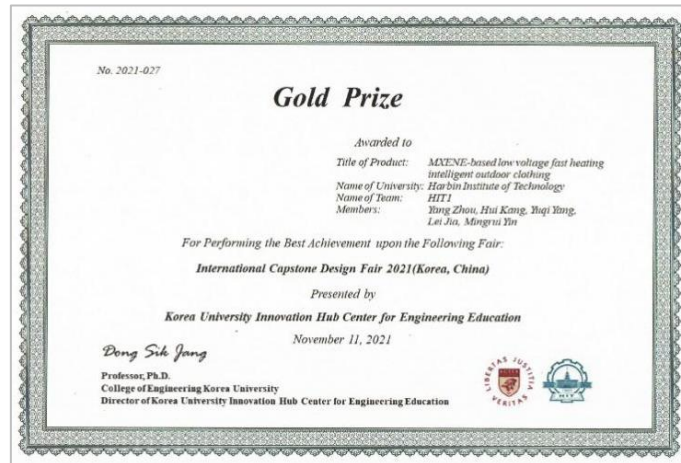 No. 2021-027
Gold Prize
Awarded to
Title of Product: MXENE-based low voltage fast heating
intelligent outdoor clothing
Name of University: Harbin Institute of Technology
Name of Team: HIT1
Members: Yang Zhou, Hui Kang, Yuqi Yang,
Lei Jia, Mingrui Yin
For Performing the Best Achievement upon the Following Fair:
International Capstone Design Fair 2021(Korea, China)
Presented by
Korea University Innovation Hub Center for Engineering Education
November 11, 2021
Dong Sik Jang
Professor, Ph.D.
College of Engineering Korea University
Director of Korea University Innovation Hub Center for Engineering Education
LIBERTAS JUSTITIA
VERITAS
HIT